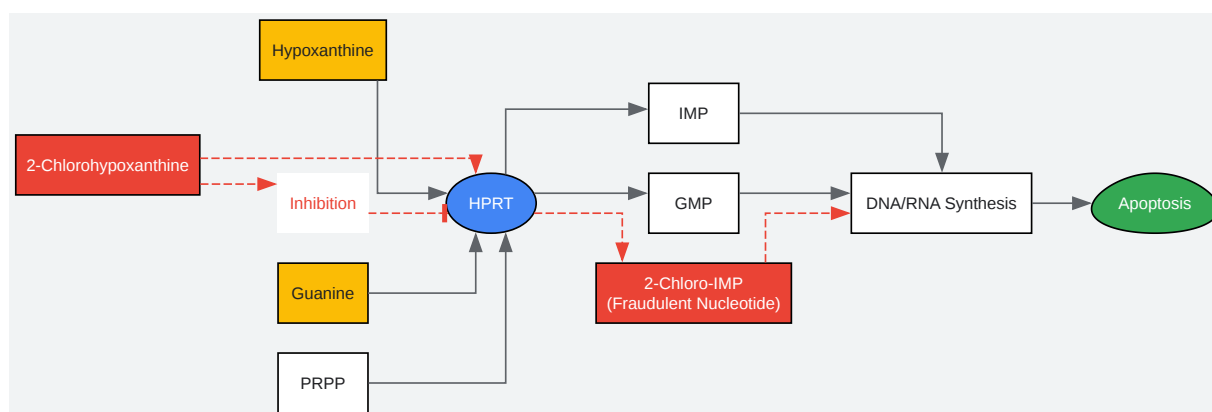 Hypoxanthine
2-Chlorohypoxanthine
Inhibition
Guanine
PRPP
HPRT
IMP
GMP
2-Chloro-IMP
(Fraudulent Nucleotide)
DNA/RNA Synthesis
Apoptosis